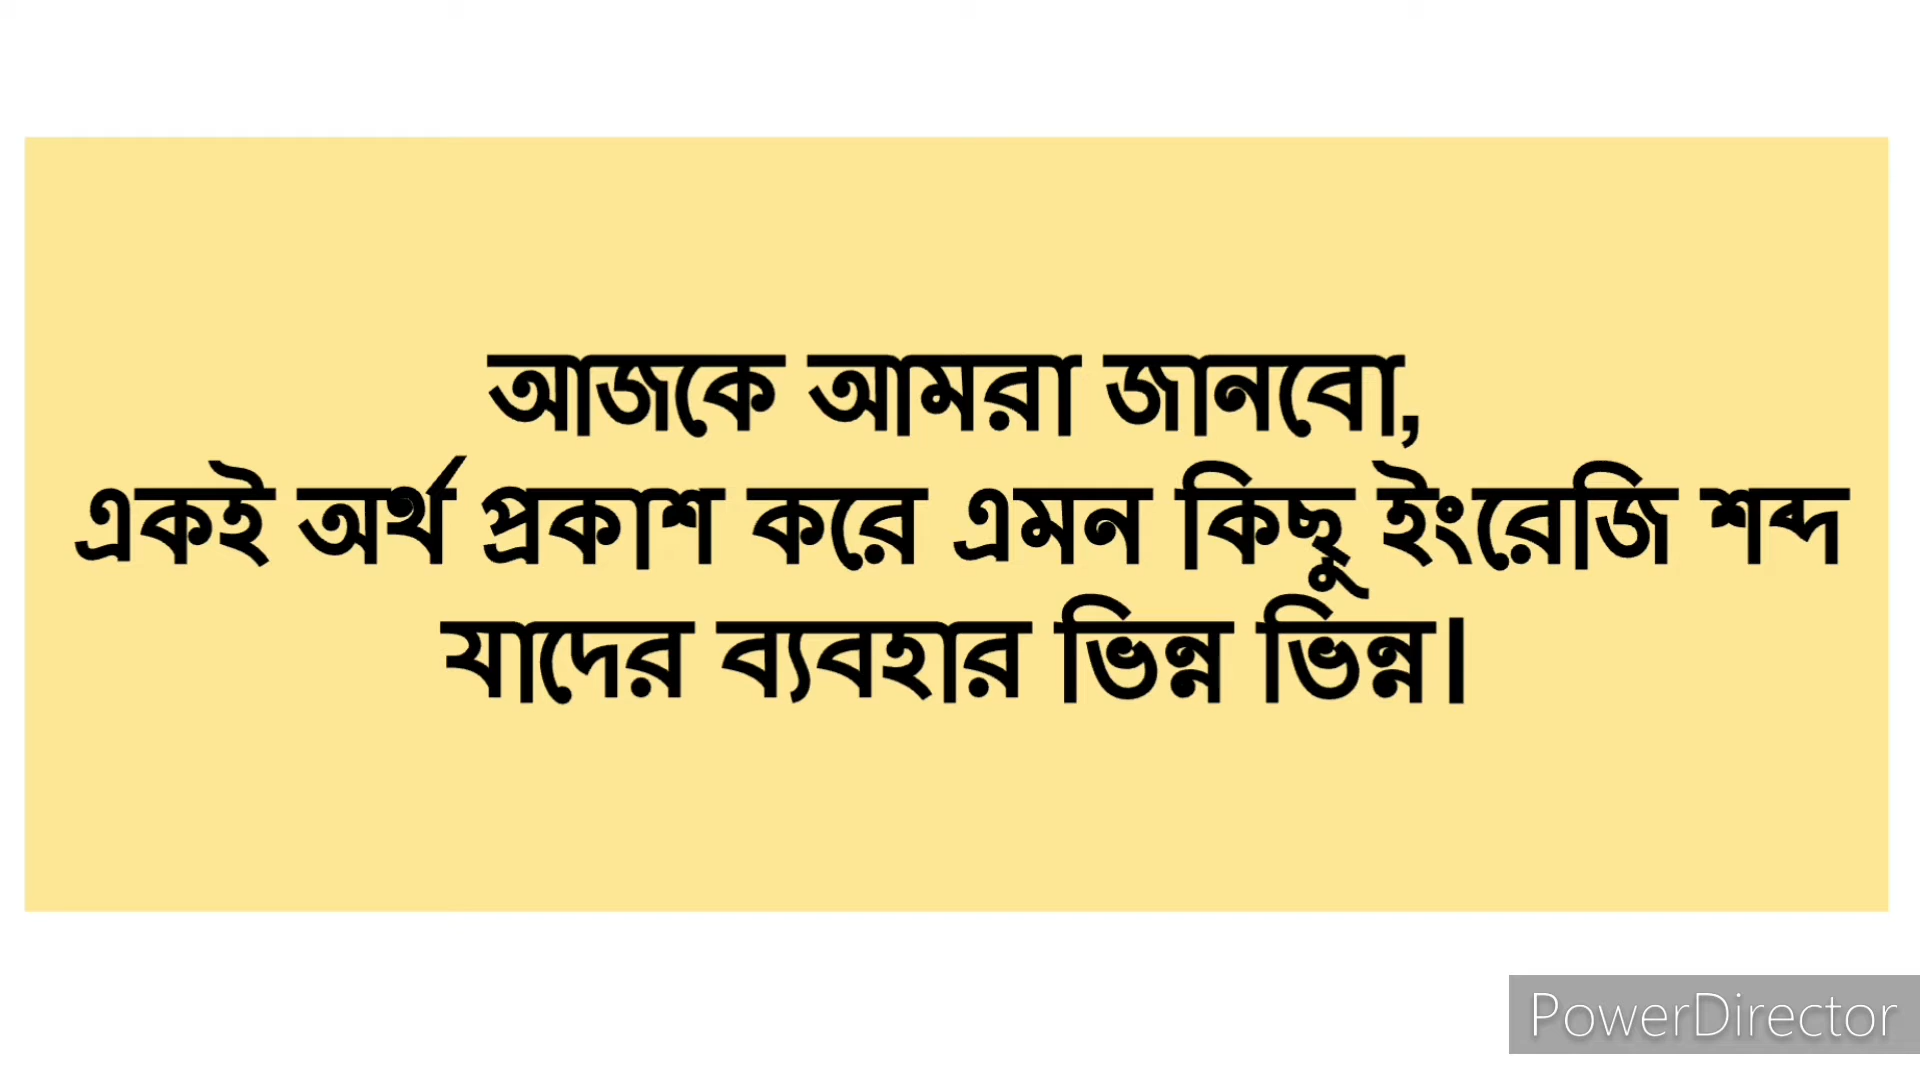 আজকে আমরা জানবো,
একই অর্থ প্রকাশ করে এমন কিছু ইংরেজি শব্দ
যাদের ব্যবহার ভিন্ন ভিন্ন।
PowerDirector